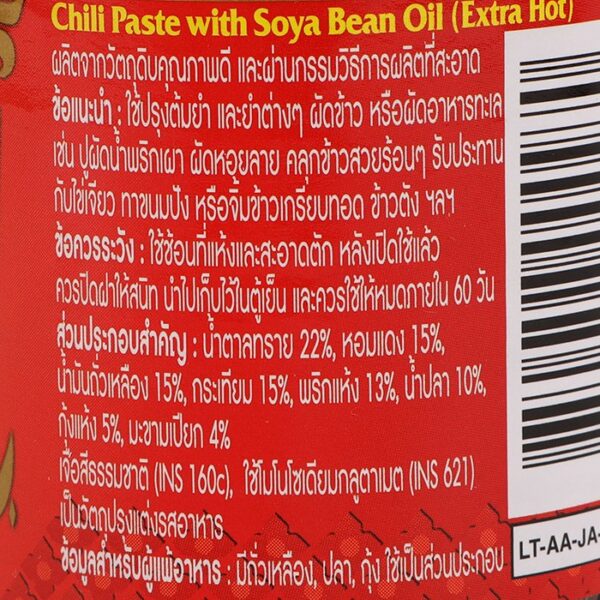 Chili Paste with Soya Bean Oil (Extra Hot)
ผลิตจากวัตถุดิบคุณภาพดี และผ่านกรรมวิธีการผลิตที่สะอาด
ข้อแนะนำ : ใช้ปรุงต้มยำ และยำต่างๆ ผัดข้าว หรือผัดอาหารทะเล
เช่น ปูผัดน้ำพริกเผา ผัดหอยลาย คลุกข้าวสวยร้อนๆ รับประทาน
กับไข่เจียว ทาขนมปัง หรือจิ้มข้าวเกรียบทอด ข้าวตัง ฯลฯ
ข้อควรระวัง : ใช้ช้อนที่แห้งและสะอาดตัก หลังเปิดใช้แล้ว
ควรปิดฝาให้สนิท นำไปเก็บไว้ในตู้เย็น และควรใช้ให้หมดภายใน 60 วัน
ส่วนประกอบสำคัญ : น้ำตาลทราย 22%, หอมแดง 15%,
น้ำมันถั่วเหลือง 15%, กระเทียม 15%, พริกแห้ง 13%, น้ำปลา 10%,
กุ้งแห้ง 5%, มะขามเปียก 4%
เจือสีธรรมชาติ (INS 160c), ใช้โมโนโซเดียมกลูตาเมต (INS 621)
เป็นวัตถุปรุงแต่งรสอาหาร
ข้อมูลสำหรับผู้แพ้อาหาร : มีถั่วเหลือง, ปลา, กุ้ง ใช้เป็นส่วนประกอบ
LT-AA-JA-